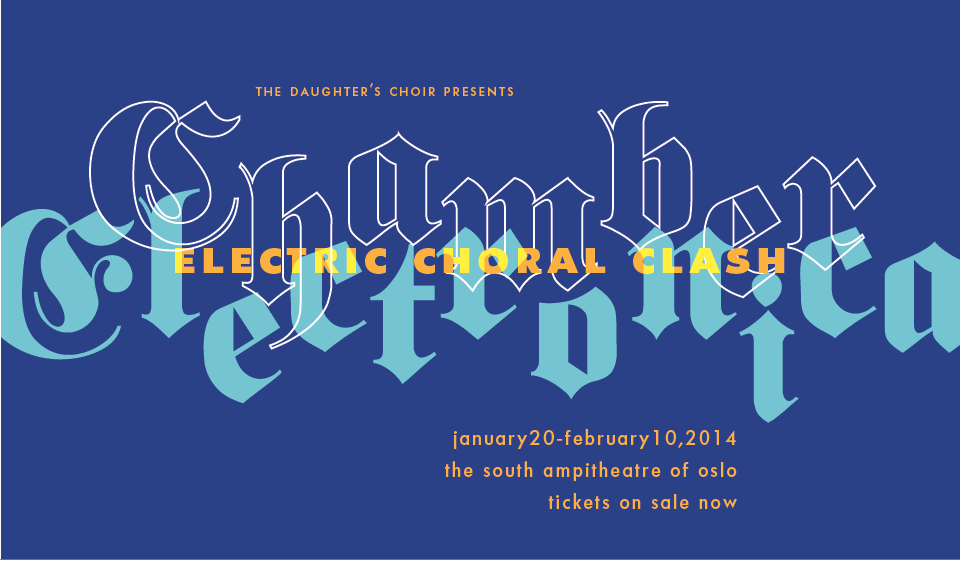 THE DAUGHTER'S CHOIR PRESENTS
Chamber
Electronica
ELECTRIC CHORAL CLASH
january20-february10,2014
the south ampitheatre of oslo
tickets on sale now